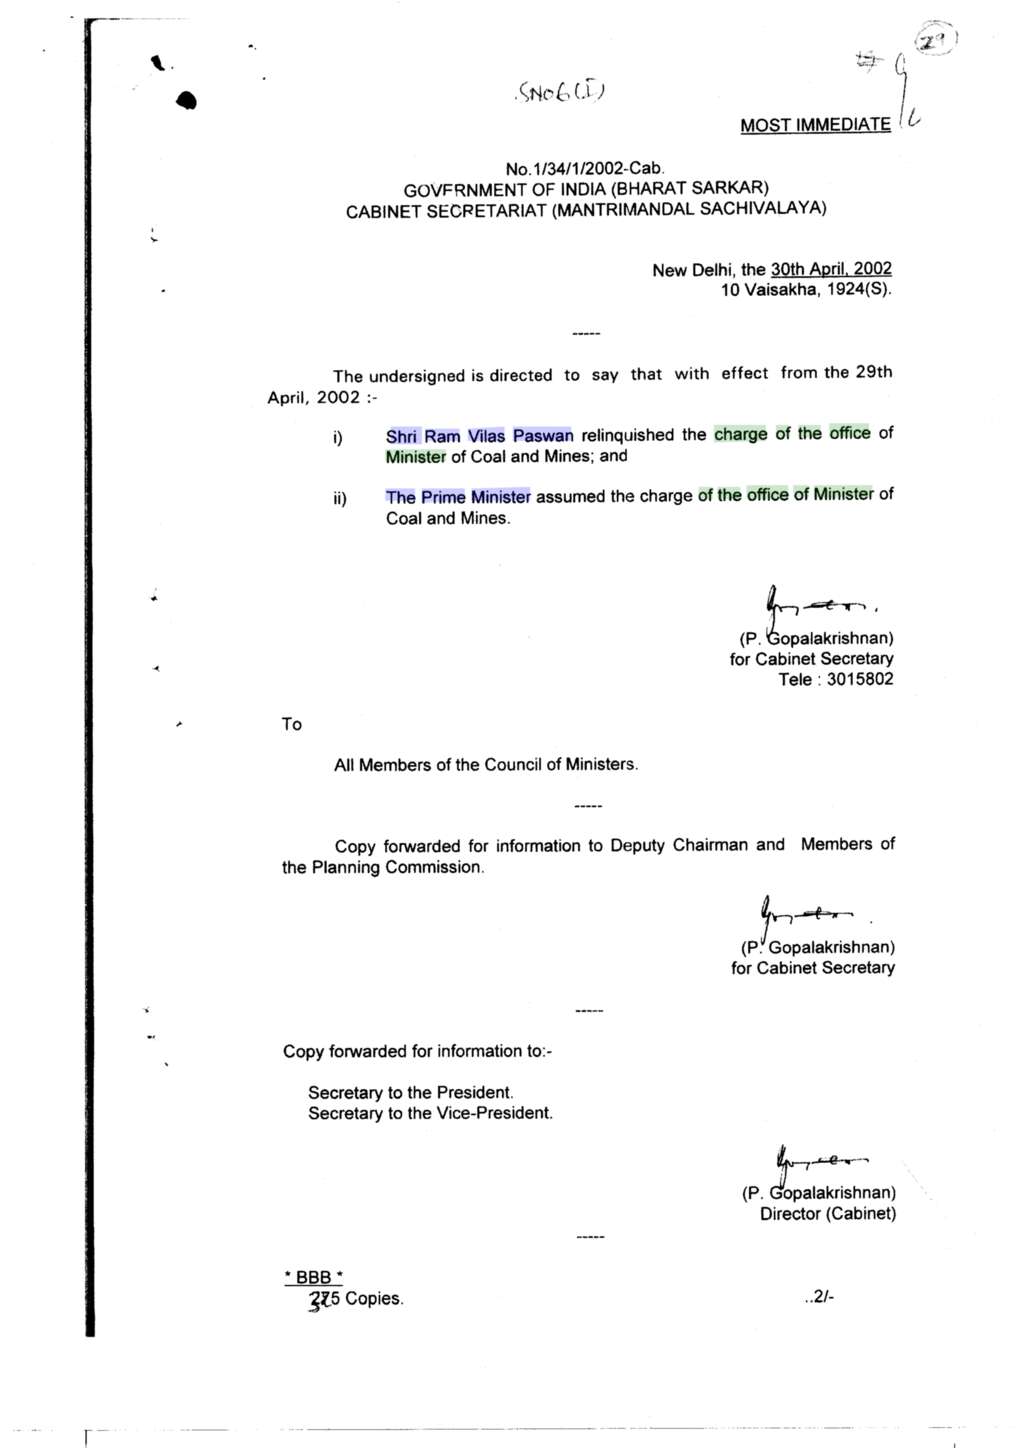 29
SNo6(I)
MOST IMMEDIATE
No.1/34/1/2002-Cab.
GOVERNMENT OF INDIA (BHARAT SARKAR)
CABINET SECRETARIAT (MANTRIMANDAL SACHIVALAYA)
New Delhi, the 30th April, 2002
10 Vaisakha, 1924(S).
-----
The undersigned is directed to say that with effect from the 29th
April, 2002 :-
i) Shri Ram Vilas Paswan relinquished the charge of the office of
Minister of Coal and Mines; and
ii) The Prime Minister assumed the charge of the office of Minister of
Coal and Mines.
(P. Gopalakrishnan)
for Cabinet Secretary
Tele : 3015802
To
All Members of the Council of Ministers.
-----
Copy forwarded for information to Deputy Chairman and Members of
the Planning Commission.
(P. Gopalakrishnan)
for Cabinet Secretary
-----
Copy forwarded for information to:-
Secretary to the President.
Secretary to the Vice-President.
(P. Gopalakrishnan)
Director (Cabinet)
-----
* BBB *
Copies.
..2/-